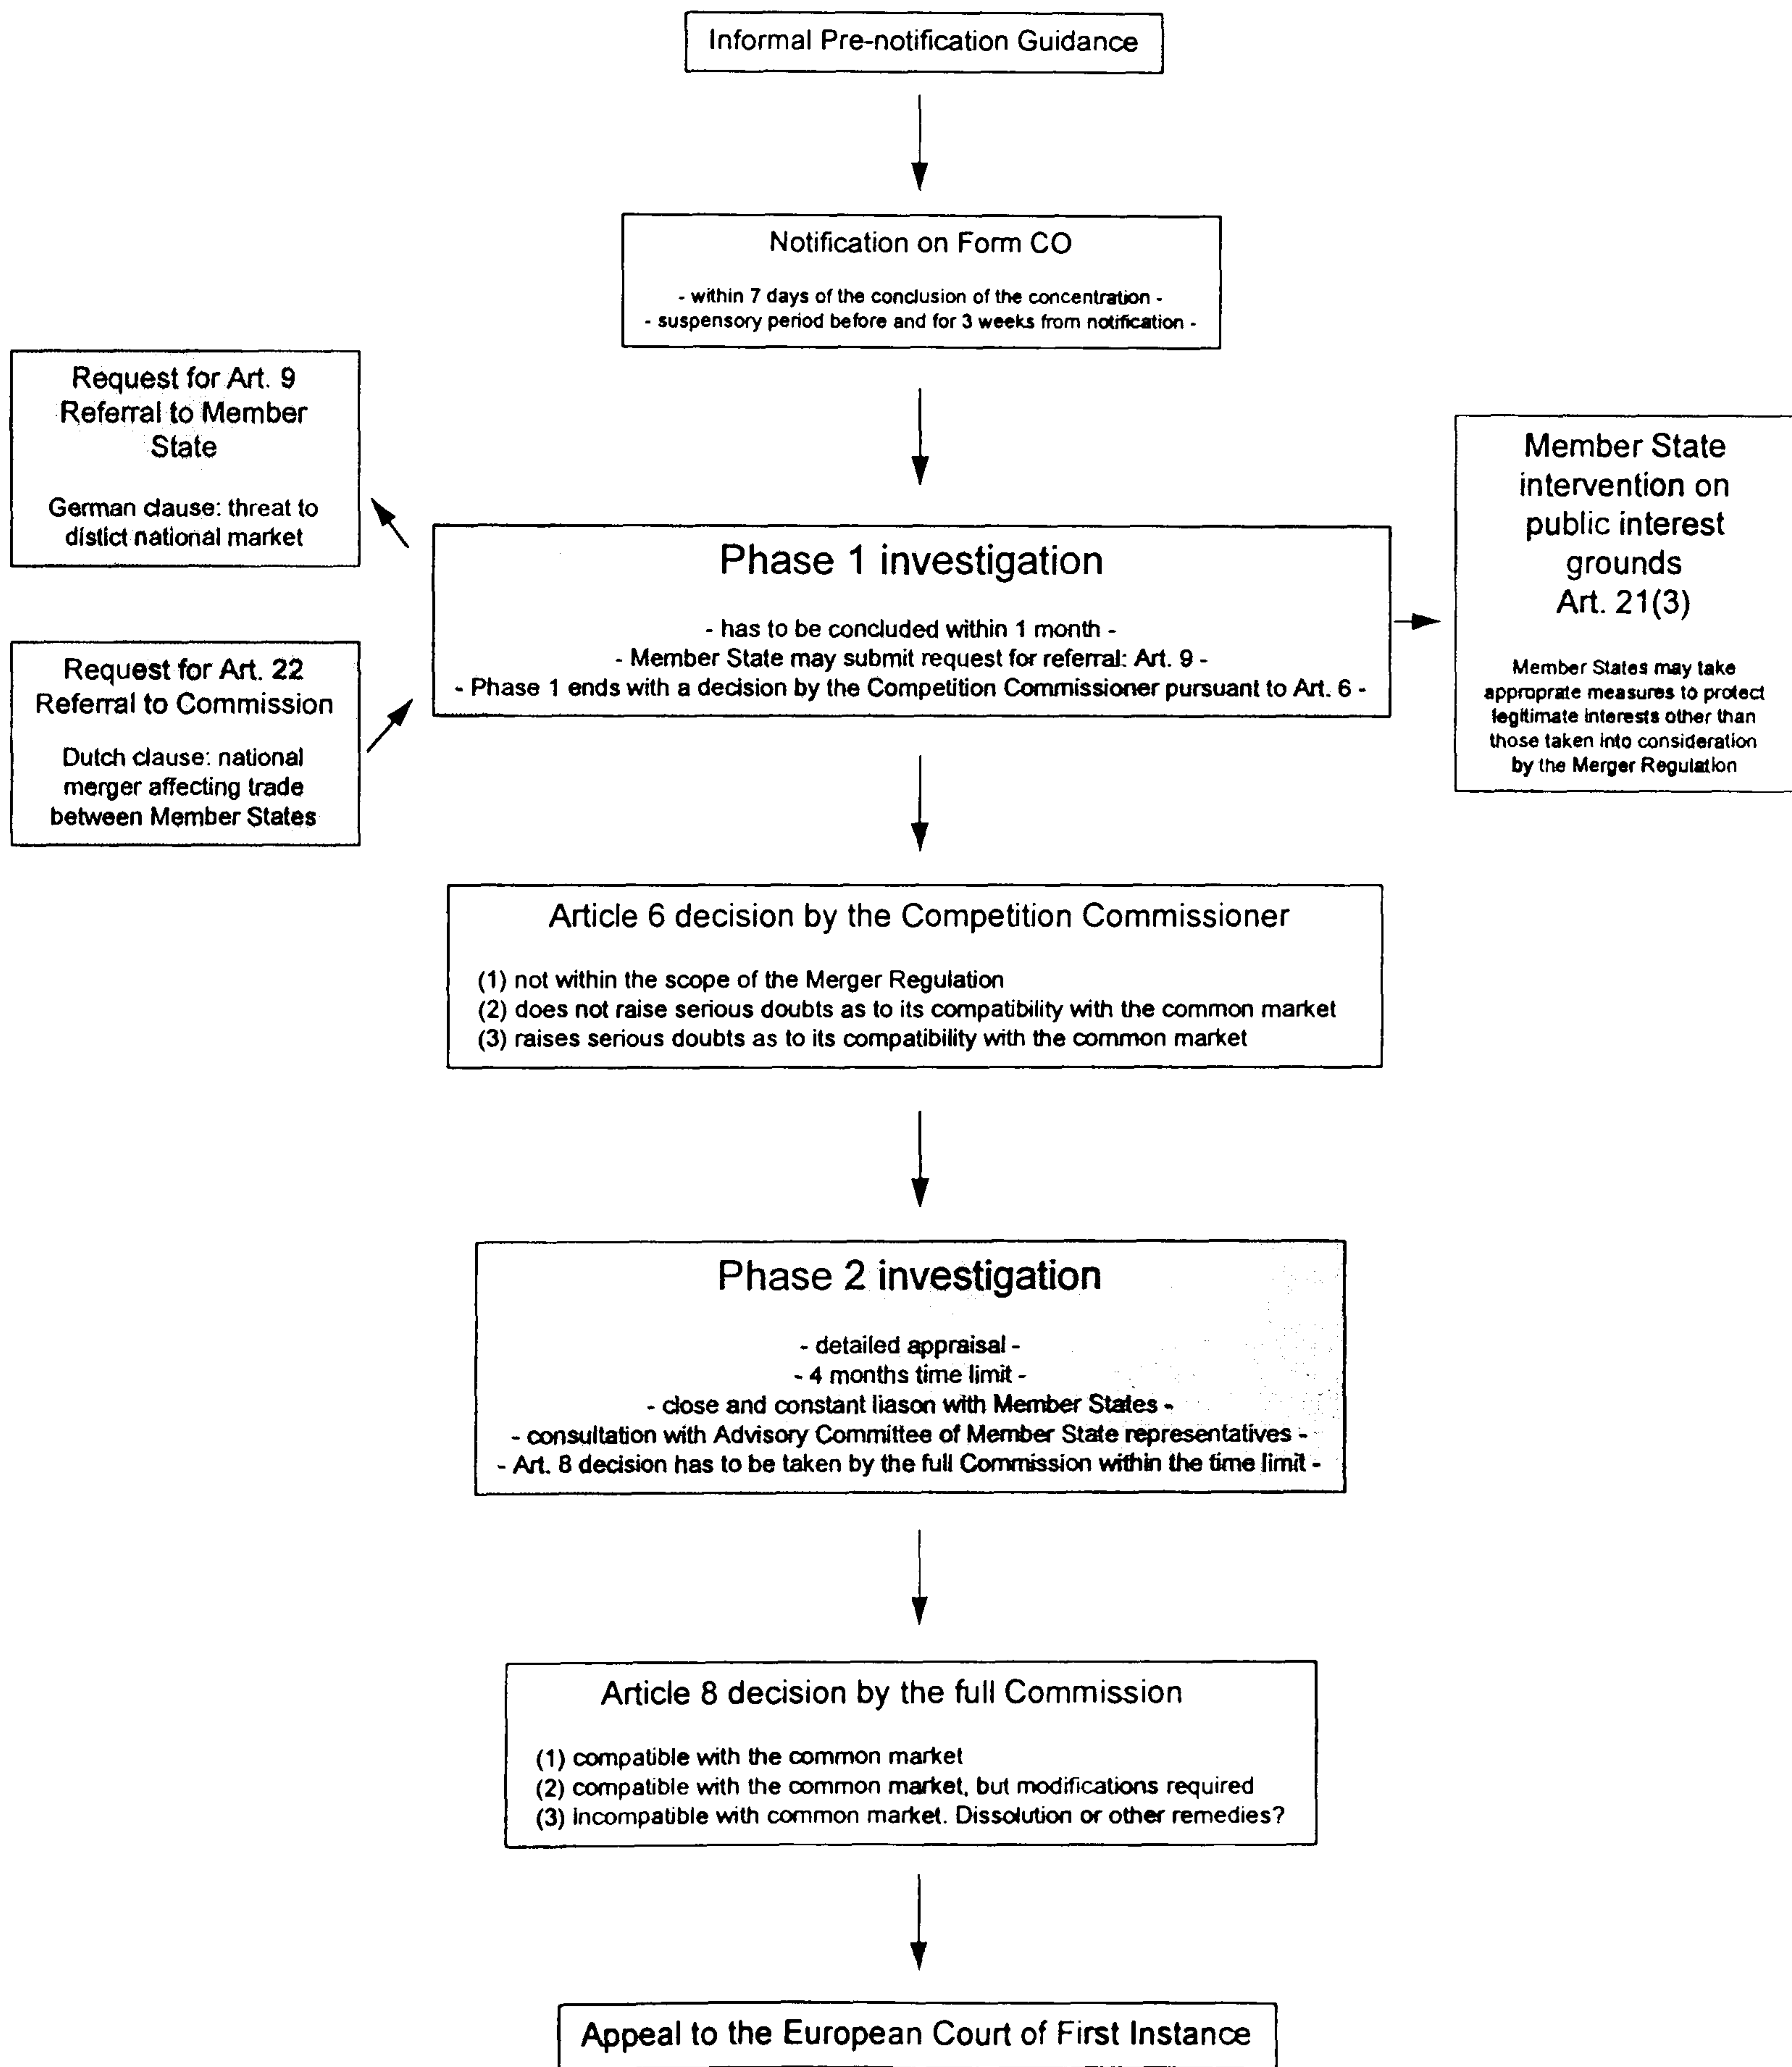 Informal Pre-notification Guidance
Notification on Form CO
- within 7 days of the conclusion of the concentration -
- suspensory period before and for 3 weeks from notification -
Request for Art. 9
Referral to Member
State
German clause: threat to
distict national market
Member State
intervention on
public interest
grounds
Art. 21(3)
Member States may take
approprate measures to protect
legitimate interests other than
those taken into consideration
by the Merger Regulation
Phase 1 investigation
- has to be concluded within 1 month -
- Member State may submit request for referral: Art. 9 -
- Phase 1 ends with a decision by the Competition Commissioner pursuant to Art. 6 -
Request for Art. 22
Referral to Commission
Dutch clause: national
merger affecting trade
between Member States
Article 6 decision by the Competition Commissioner
(1) not within the scope of the Merger Regulation
(2) does not raise serious doubts as to its compatibility with the common market
(3) raises serious doubts as to its compatibility with the common market
Phase 2 investigation
- detailed appraisal -
- 4 months time limit -
- close and constant liason with Member States -
- consultation with Advisory Committee of Member State representatives -
- Art. 8 decision has to be taken by the full Commission within the time limit -
Article 8 decision by the full Commission
(1) compatible with the common market
(2) compatible with the common market, but modifications required
(3) Incompatible with common market. Dissolution or other remedies?
Appeal to the European Court of First Instance